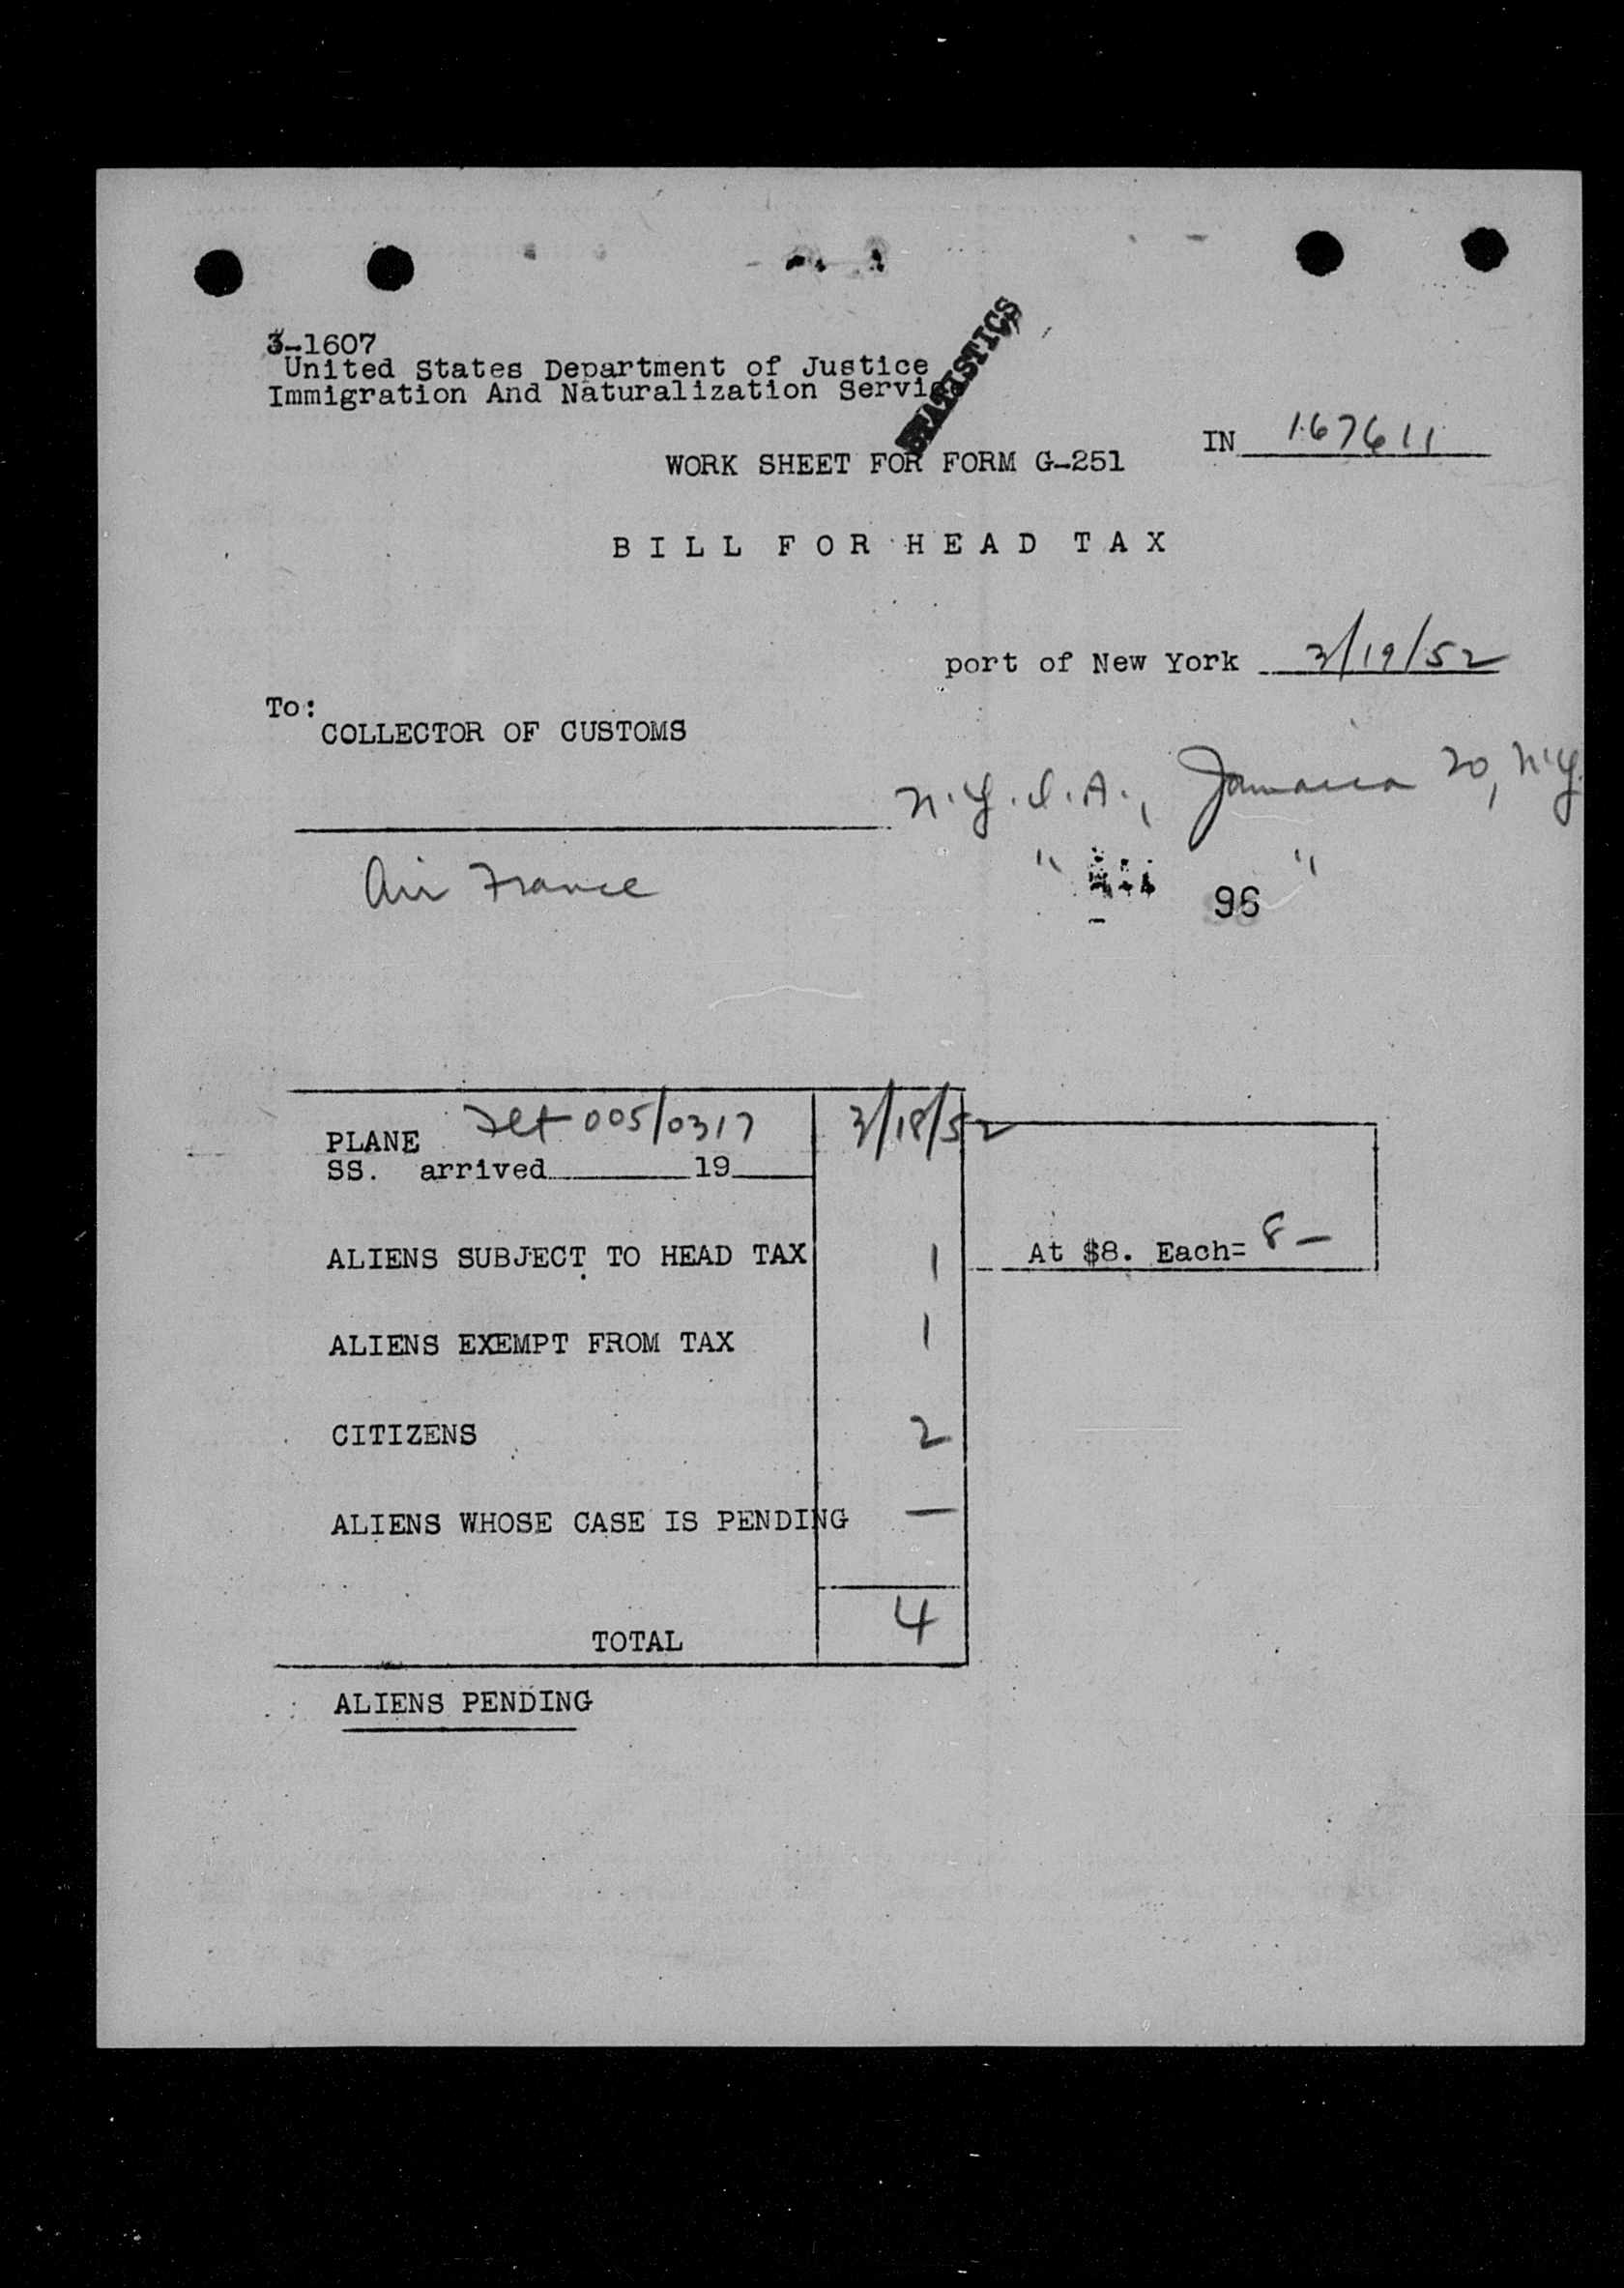 3-1607
United States Department of Justice
Immigration And Naturalization Servi
STATISTICS
IN 167611
WORK SHEET FOR FORM G-251
BILL FOR HEAD TAX
port of New York 3/19/52
To:
COLLECTOR OF CUSTOMS
N.Y.I.A., Jamaica 20, N.Y.
Air France " "
96
PLANE Flt 005/0317 3/18/52
SS. arrived 19
ALIENS SUBJECT TO HEAD TAX 1 At $8. Each= 8 —
ALIENS EXEMPT FROM TAX 1
CITIZENS 2
ALIENS WHOSE CASE IS PENDING —
TOTAL 4
ALIENS PENDING